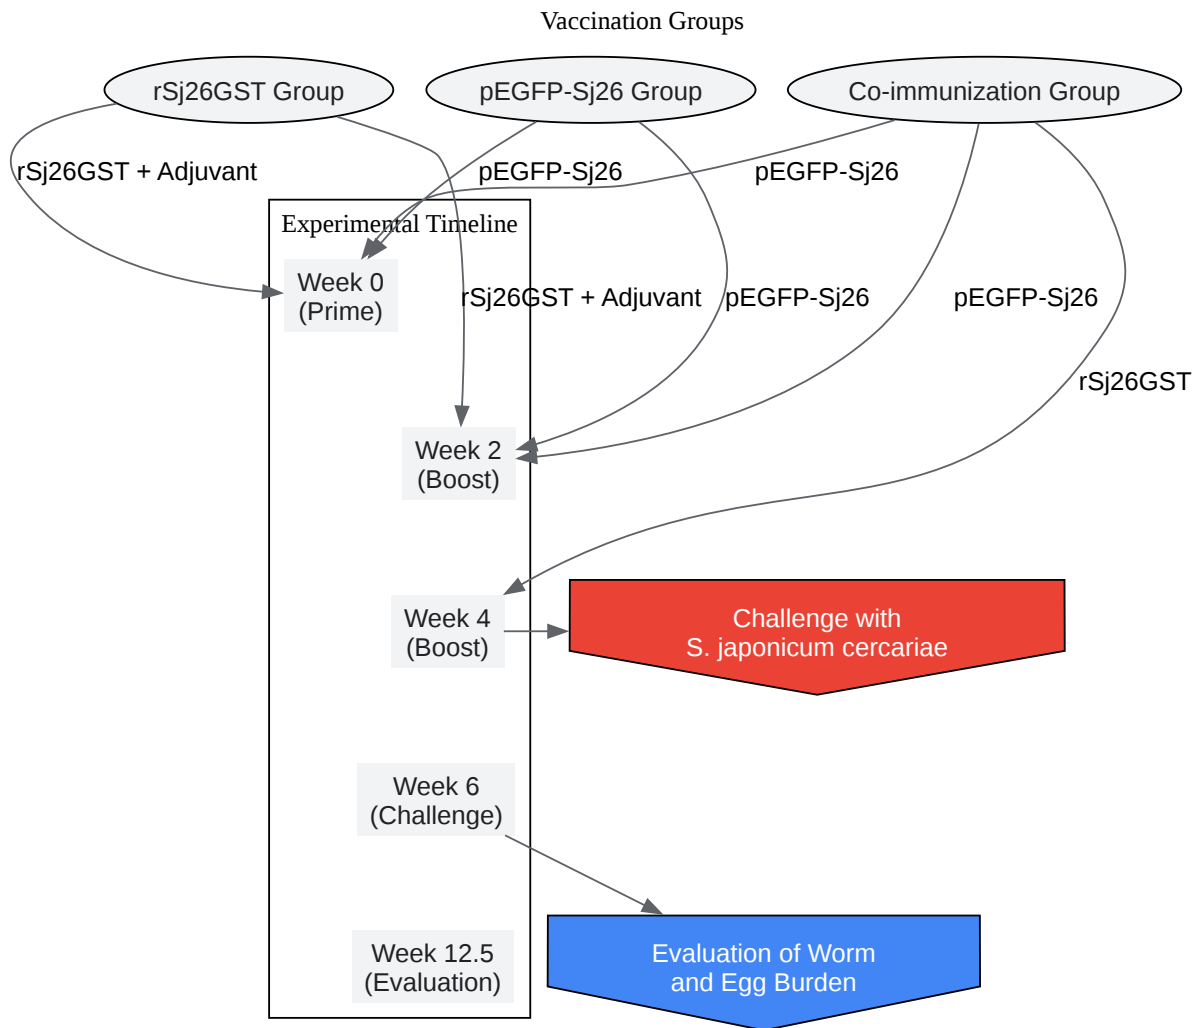 Vaccination Groups
rSj26GST Group
pEGFP-Sj26 Group
Co-immunization Group
rSj26GST + Adjuvant
pEGFP-Sj26
pEGFP-Sj26
Experimental Timeline
Week 0
(Prime)
rSj26GST + Adjuvant
pEGFP-Sj26
pEGFP-Sj26
rSj26GST
Week 2
(Boost)
Week 4
(Boost)
Challenge with
S. japonicum cercariae
Week 6
(Challenge)
Week 12.5
(Evaluation)
Evaluation of Worm
and Egg Burden